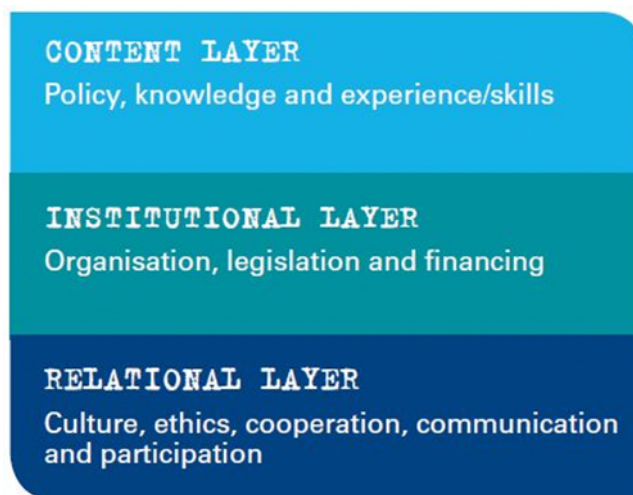 CONTENT LAYER
Policy, knowledge and experience/skills
INSTITUTIONAL LAYER
Organisation, legislation and financing
RELATIONAL LAYER
Culture, ethics, cooperation, communication
and participation